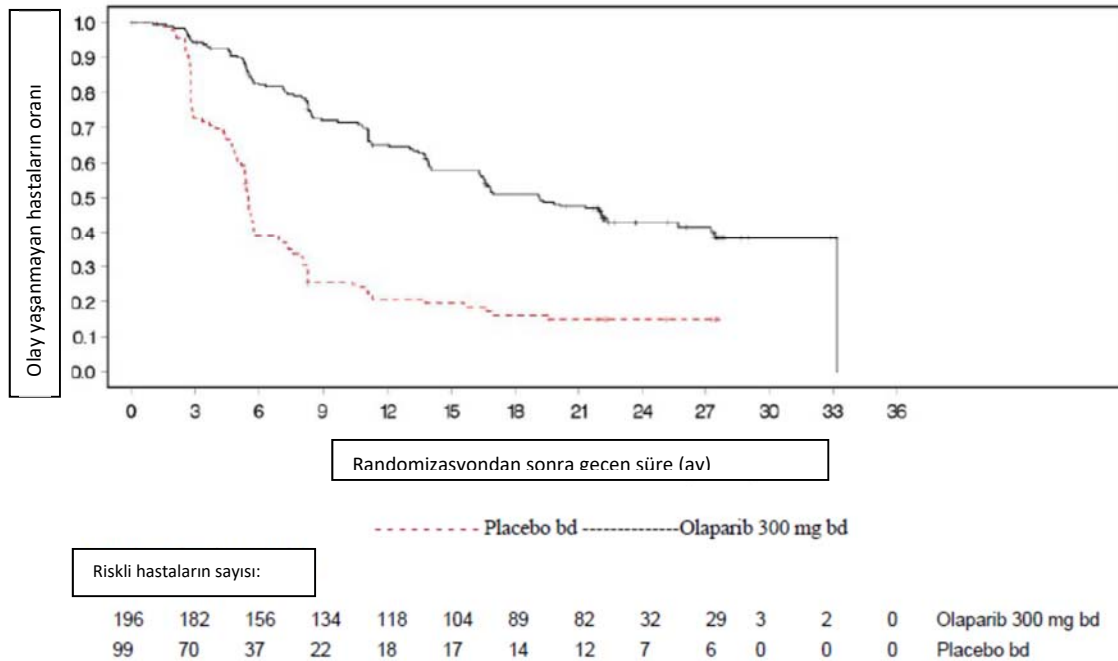 Olay yaşanmayan hastaların oranı
1.0
0.9
0.8
0.7
0.6
0.5
0.4
0.3
0.2
0.1
0.0
0 3 6 9 12 15 18 21 24 27 30 33 36
Randomizasyondan sonra geçen süre (ay)
Placebo bd Olaparib 300 mg bd
Riskli hastaların sayısı:
196 182 156 134 118 104 89 82 32 29 3 2 0 Olaparib 300 mg bd
99 70 37 22 18 17 14 12 7 6 0 0 0 Placebo bd